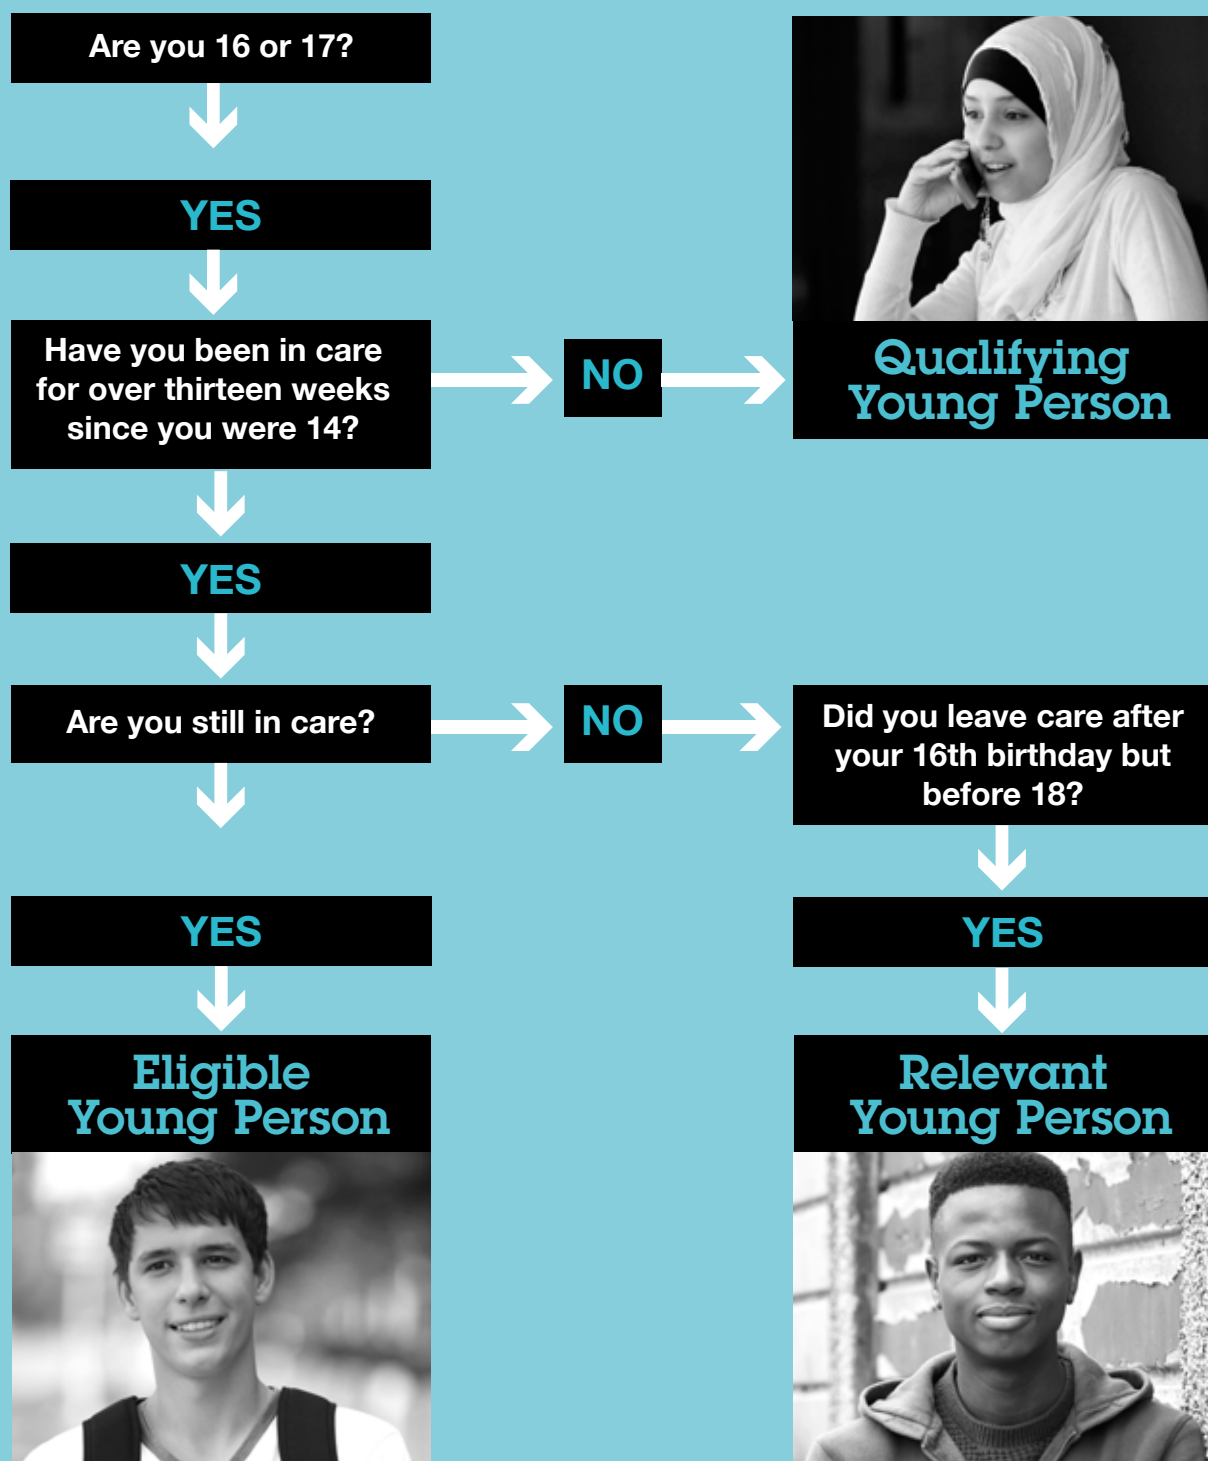 Are you 16 or 17?
YES
Have you been in care
for over thirteen weeks
since you were 14?
NO
Qualifying
Young Person
YES
Are you still in care?
NO
Did you leave care after
your 16th birthday but
before 18?
YES
YES
Eligible
Young Person
Relevant
Young Person